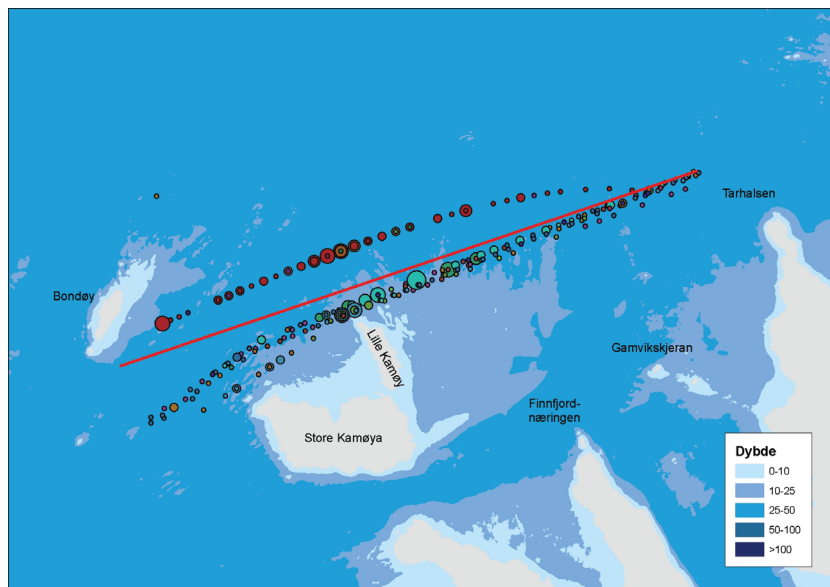 Tarhalsen
Bondøy
Gamvikskjeran
Lille Kamøy
Finnfjord-
næringen
Store Kamøya
Dybde
0-10
10-25
25-50
50-100
>100